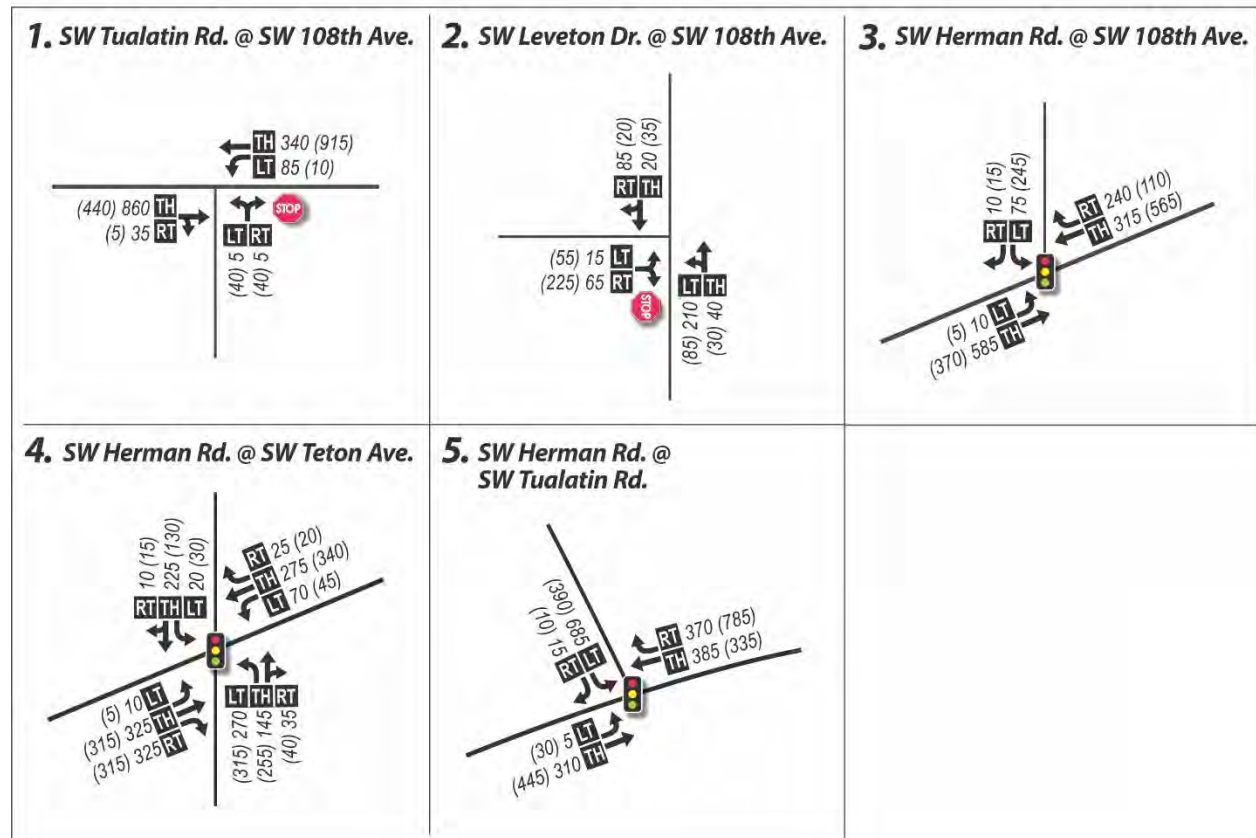 1. SW Tualatin Rd. @ SW 108th Ave.
TH 340 (915)
LT 85 (10)
(440) 860 TH
(5) 35 RT
STOP
LT RT
(40) 5
(40) 5
2. SW Leveton Dr. @ SW 108th Ave.
85 (20)
20 (35)
RT TH
(55) 15 LT
(225) 65 RT
STOP
LT TH
(85) 210
(30) 40
3. SW Herman Rd. @ SW 108th Ave.
10 (15)
75 (245)
RT LT
RT 240 (110)
TH 315 (565)
(5) 10 LT
(370) 585 TH
4. SW Herman Rd. @ SW Teton Ave.
10 (15)
225 (130)
20 (30)
RT TH LT
RT 25 (20)
TH 275 (340)
LT 70 (45)
(5) 10 LT
(315) 325 TH
(315) 325 RT
LT TH RT
(315) 270
(255) 145
(40) 35
5. SW Herman Rd. @
SW Tualatin Rd.
(390) 685
(10) 15
RT LT
RT 370 (785)
TH 385 (335)
(30) 5 LT
(445) 310 TH